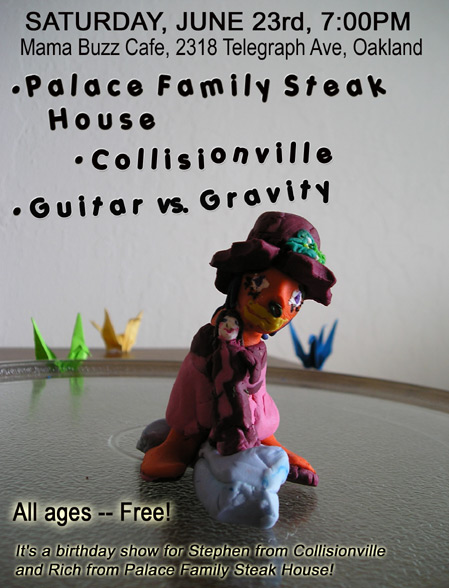 SATURDAY, JUNE 23rd, 7:00PM
Mama Buzz Cafe, 2318 Telegraph Ave, Oakland
•Palace Family Steak
House
•Collisionville
•Guitar vs. Gravity
All ages -- Free!
It's a birthday show for Stephen from Collisionville
and Rich from Palace Family Steak House!